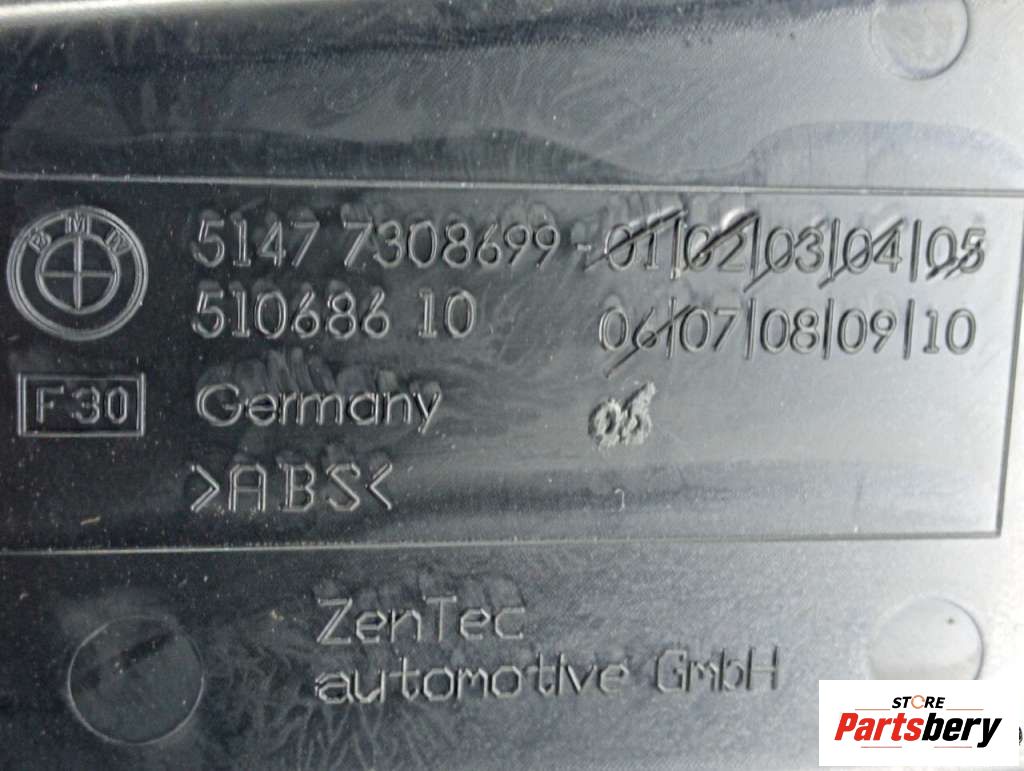 BMW
5147 7308699-01/02/03/04/05
510686 10 06/07/08/09/10
F30 Germany
>ABS<
ZenTec
automotive GmbH
STORE
Partsbery